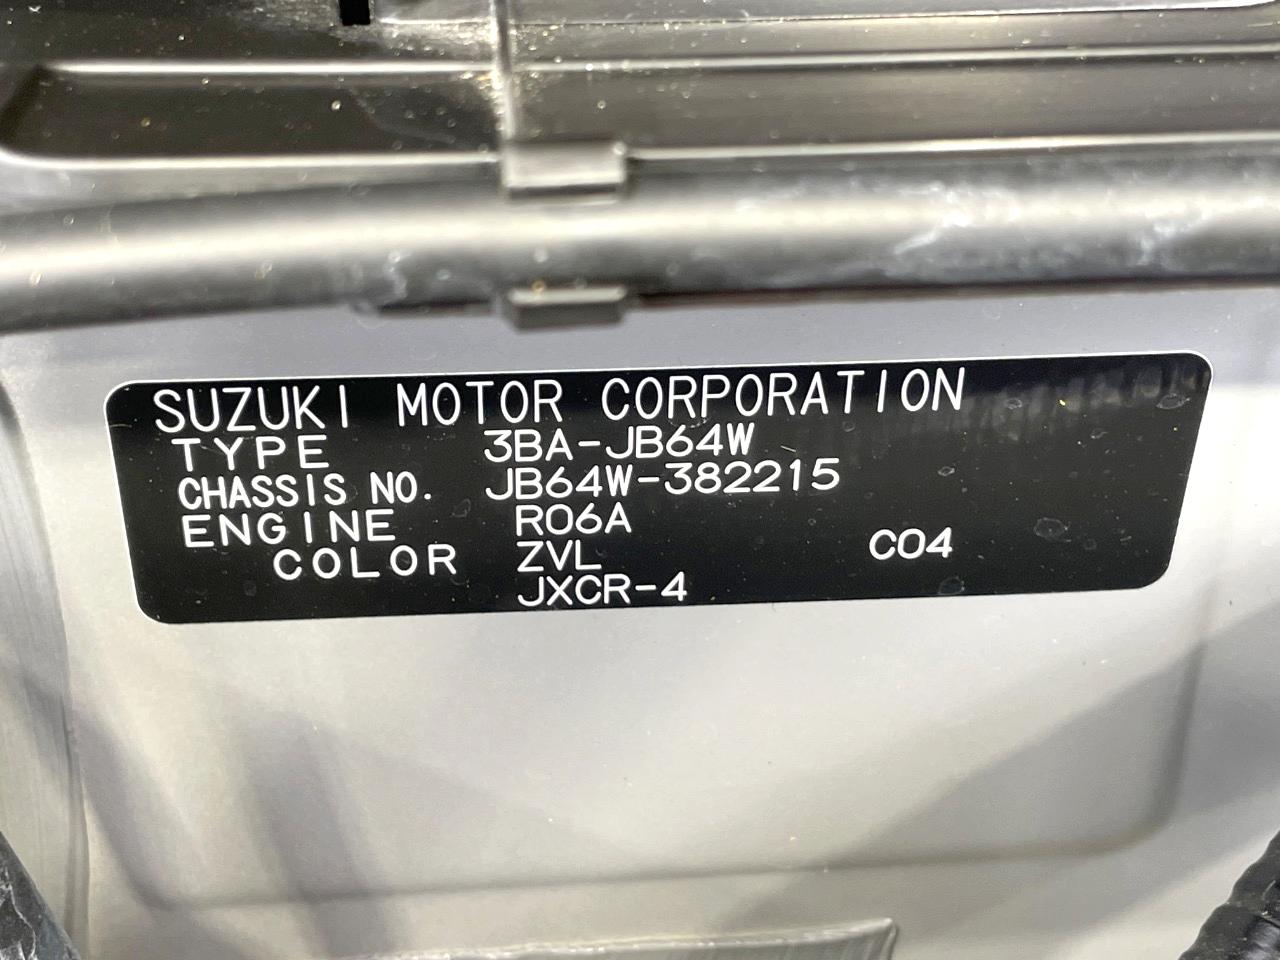 SUZUKI MOTOR CORPORATION
TYPE 3BA-JB64W
CHASSIS NO. JB64W-382215
ENGINE R06A
COLOR ZVL C04
JXCR-4